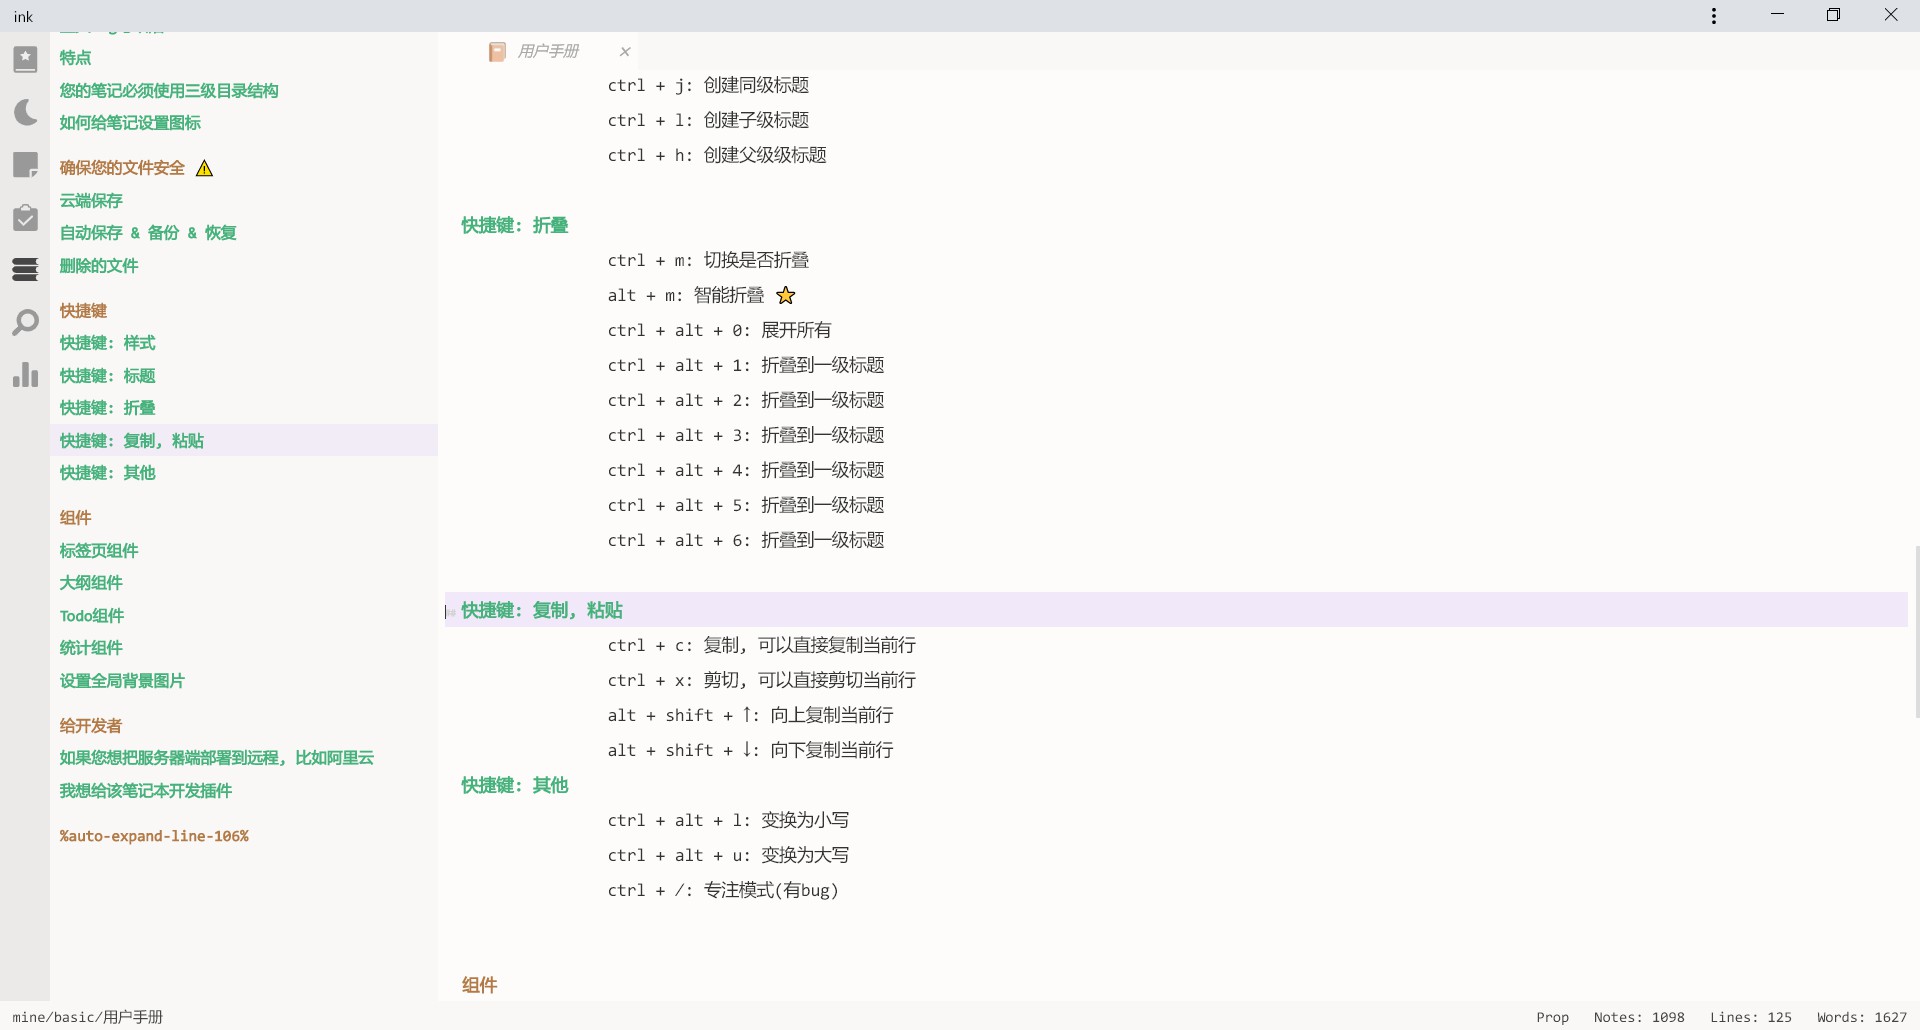 ink
特点
您的笔记必须使用三级目录结构
如何给笔记设置图标
确保您的文件安全 ⚠
云端保存
自动保存 & 备份 & 恢复
删除的文件
快捷键
快捷键: 样式
快捷键: 标题
快捷键: 折叠
快捷键: 复制, 粘贴
快捷键: 其他
组件
标签页组件
大纲组件
Todo组件
统计组件
设置全局背景图片
给开发者
如果您想把服务器端部署到远程, 比如阿里云
我想给该笔记本开发插件
%auto-expand-line-106%
用户手册
ctrl + j: 创建同级标题
ctrl + l: 创建子级标题
ctrl + h: 创建父级级标题
快捷键: 折叠
ctrl + m: 切换是否折叠
alt + m: 智能折叠 ⭐
ctrl + alt + 0: 展开所有
ctrl + alt + 1: 折叠到一级标题
ctrl + alt + 2: 折叠到一级标题
ctrl + alt + 3: 折叠到一级标题
ctrl + alt + 4: 折叠到一级标题
ctrl + alt + 5: 折叠到一级标题
ctrl + alt + 6: 折叠到一级标题
## 快捷键: 复制, 粘贴
ctrl + c: 复制, 可以直接复制当前行
ctrl + x: 剪切, 可以直接剪切当前行
alt + shift + ↑: 向上复制当前行
alt + shift + ↓: 向下复制当前行
快捷键: 其他
ctrl + alt + l: 变换为小写
ctrl + alt + u: 变换为大写
ctrl + /: 专注模式(有bug)
组件
mine/basic/用户手册
Prop Notes: 1098 Lines: 125 Words: 1627